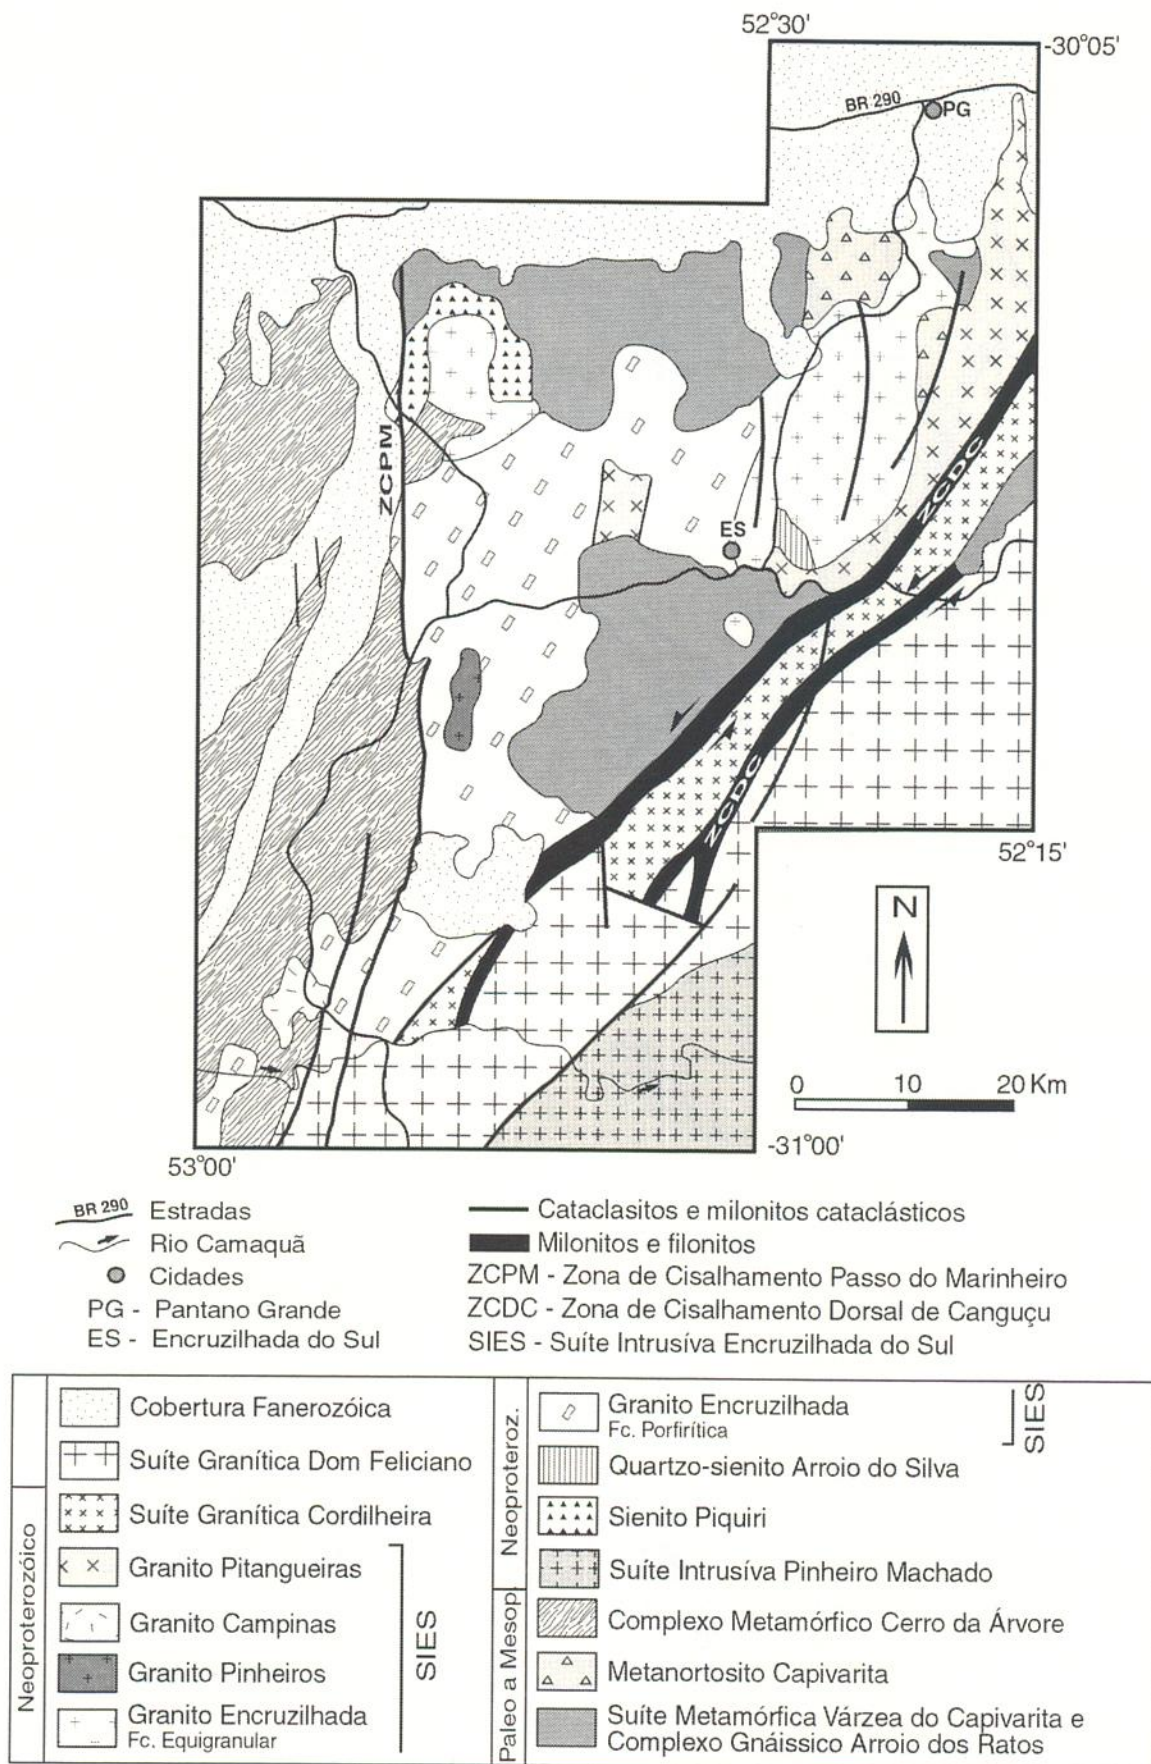 52°30'
-30°05'
BR 290
PG
ZCPM
ZCDC
ES
ZCDC
52°15'
N
0 10 20 Km
-31°00'
53°00'
BR 290 Estradas
Rio Camaquã
Cidades
PG - Pantano Grande
ES - Encruzilhada do Sul
Cataclasitos e milonitos cataclásticos
Milonitos e filonitos
ZCPM - Zona de Cisalhamento Passo do Marinheiro
ZCDC - Zona de Cisalhamento Dorsal de Canguçu
SIES - Suíte Intrusíva Encruzilhada do Sul
Neoproterozóico
Cobertura Fanerozóica
Suíte Granítica Dom Feliciano
Suíte Granítica Cordilheira
Granito Pitangueiras
Granito Campinas
Granito Pinheiros
Granito Encruzilhada
Fc. Equigranular
SIES
Neoproteroz.
Paleo a Mesop.
Granito Encruzilhada
Fc. Porfirítica
SIES
Quartzo-sienito Arroio do Silva
Sienito Piquiri
Suíte Intrusíva Pinheiro Machado
Complexo Metamórfico Cerro da Árvore
Metanortosito Capivarita
Suíte Metamórfica Várzea do Capivarita e
Complexo Gnáissico Arroio dos Ratos